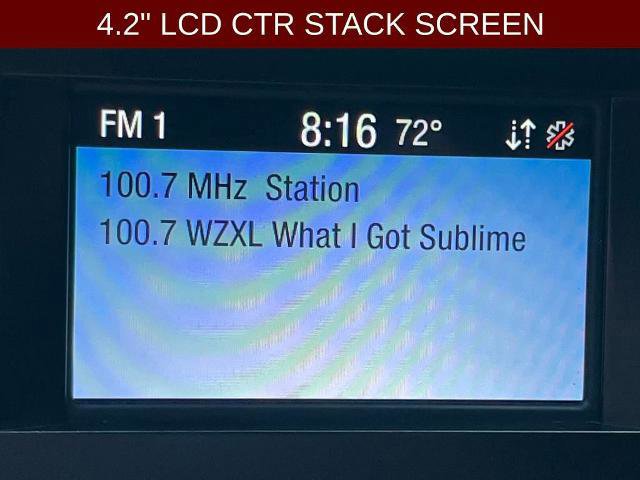 4.2" LCD CTR STACK SCREEN
FM 1 8:16 72°
100.7 MHz Station
100.7 WZXL What I Got Sublime